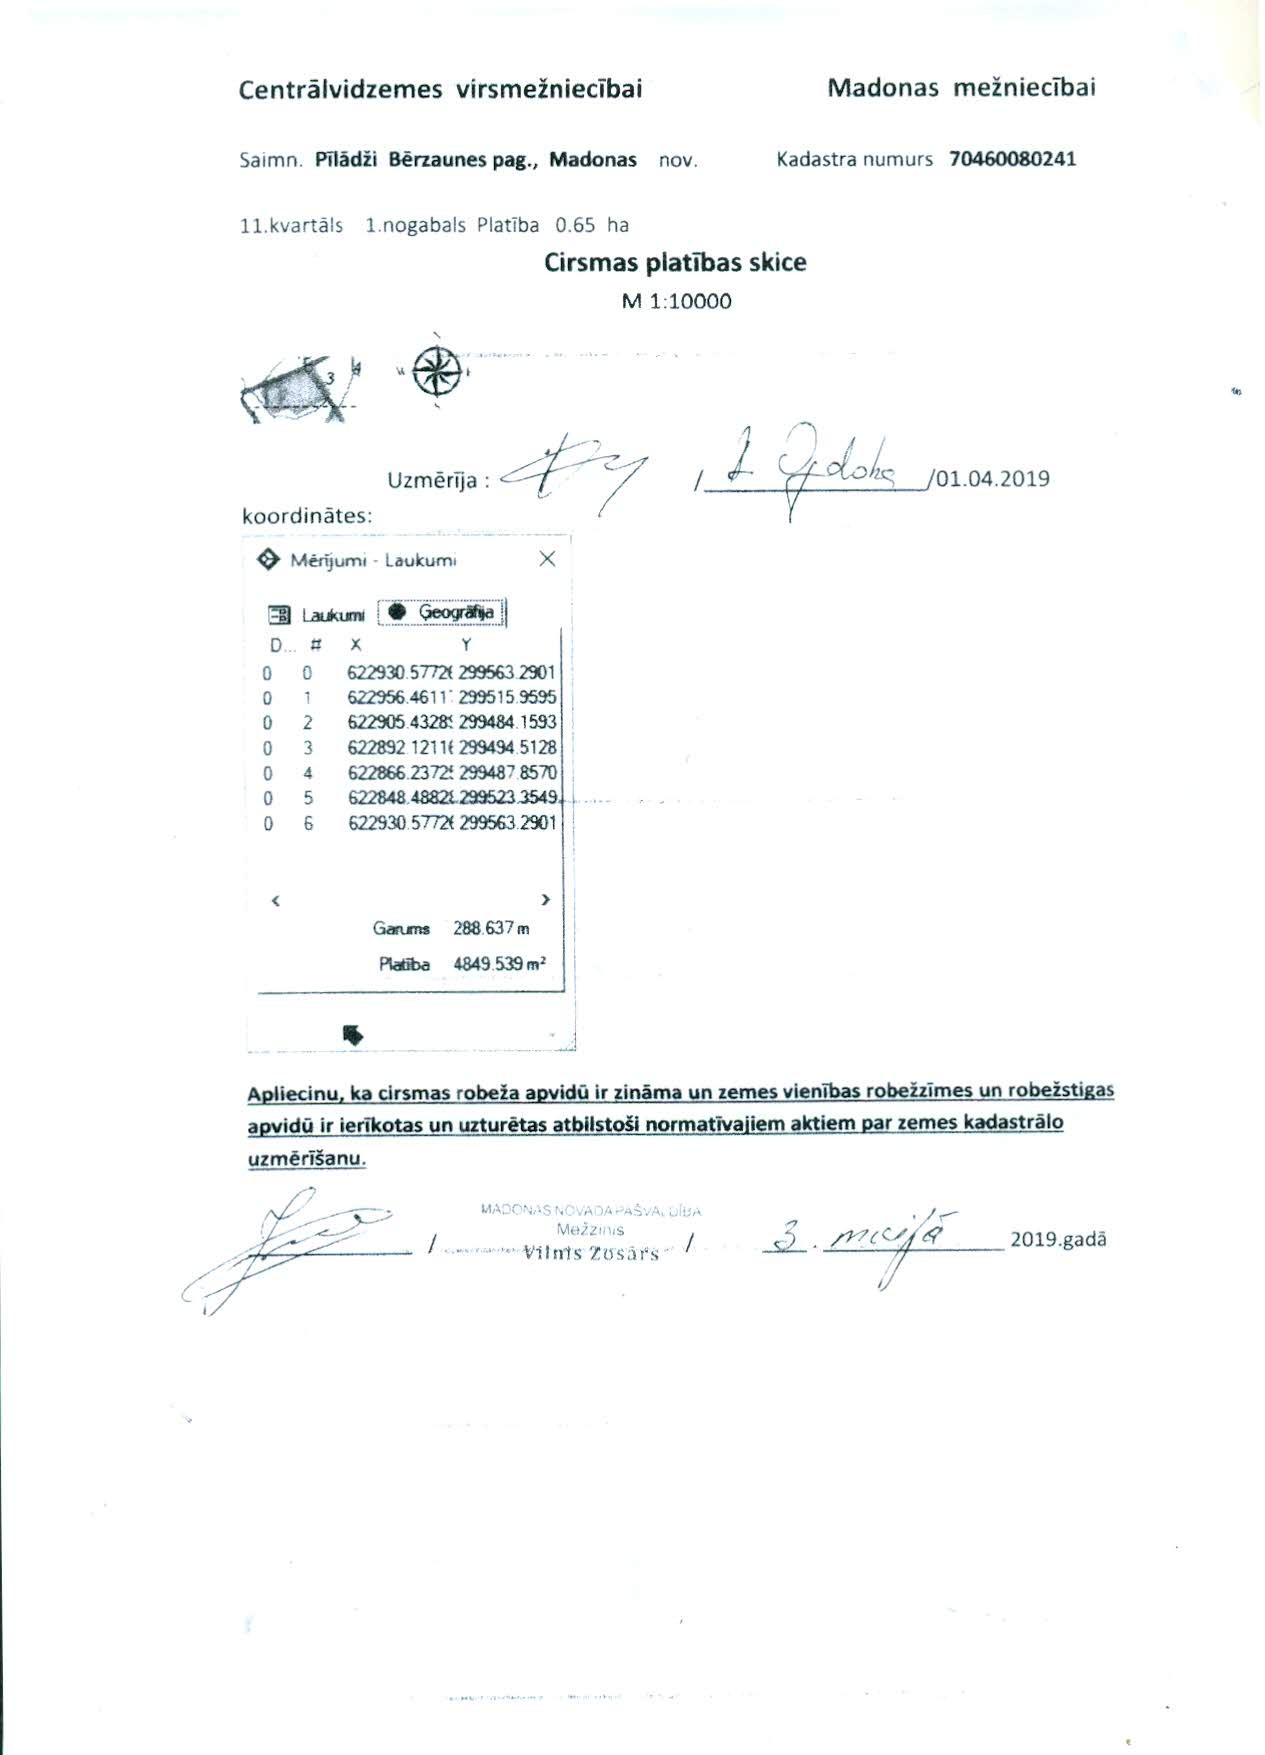 Centrālvidzemes virsmežniecībai Madonas mežniecībai
Saimn. Pīlādži Bērzaunes pag., Madonas nov. Kadastra numurs 70460080241
11.kvartāls 1.nogabals Platība 0.65 ha
Cirsmas platības skice
M 1:10000
3
W
Uzmērīja : / /01.04.2019
koordinātes:
Mērījumi - Laukumi
Laukumi Ģeogrāfija
D... # X Y
0 0 622930.5772 299563.2901
0 1 622956.4611 299515.9595
0 2 622905.4328 299484.1593
0 3 622892.1211 299494.5128
0 4 622866.2372 299487.8570
0 5 622848.4882 299523.3549
0 6 622930.5772 299563.2901
< >
Garums 288.637 m
Platība 4849.539 m²
Apliecinu, ka cirsmas robeža apvidū ir zināma un zemes vienības robežzīmes un robežstigas
apvidū ir ierīkotas un uzturētas atbilstoši normatīvajiem aktiem par zemes kadastrālo
uzmērīšanu.
MADONAS NOVADA PAŠVALDĪBA
Mežzinis
/ Vilnis Zosārs / 3. maijā 2019.gadā